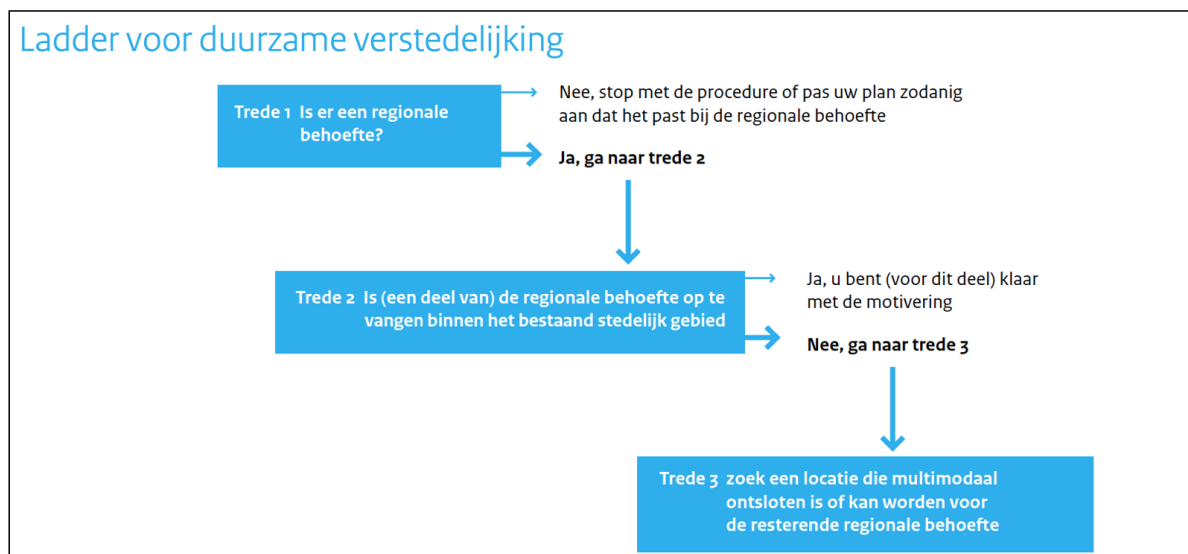 Ladder voor duurzame verstedelijking
Trede 1 Is er een regionale
behoefte?
Nee, stop met de procedure of pas uw plan zodanig
aan dat het past bij de regionale behoefte
Ja, ga naar trede 2
Trede 2 Is (een deel van) de regionale behoefte op te
vangen binnen het bestaand stedelijk gebied
Ja, u bent (voor dit deel) klaar
met de motivering
Nee, ga naar trede 3
Trede 3 zoek een locatie die multimodaal
ontsloten is of kan worden voor
de resterende regionale behoefte